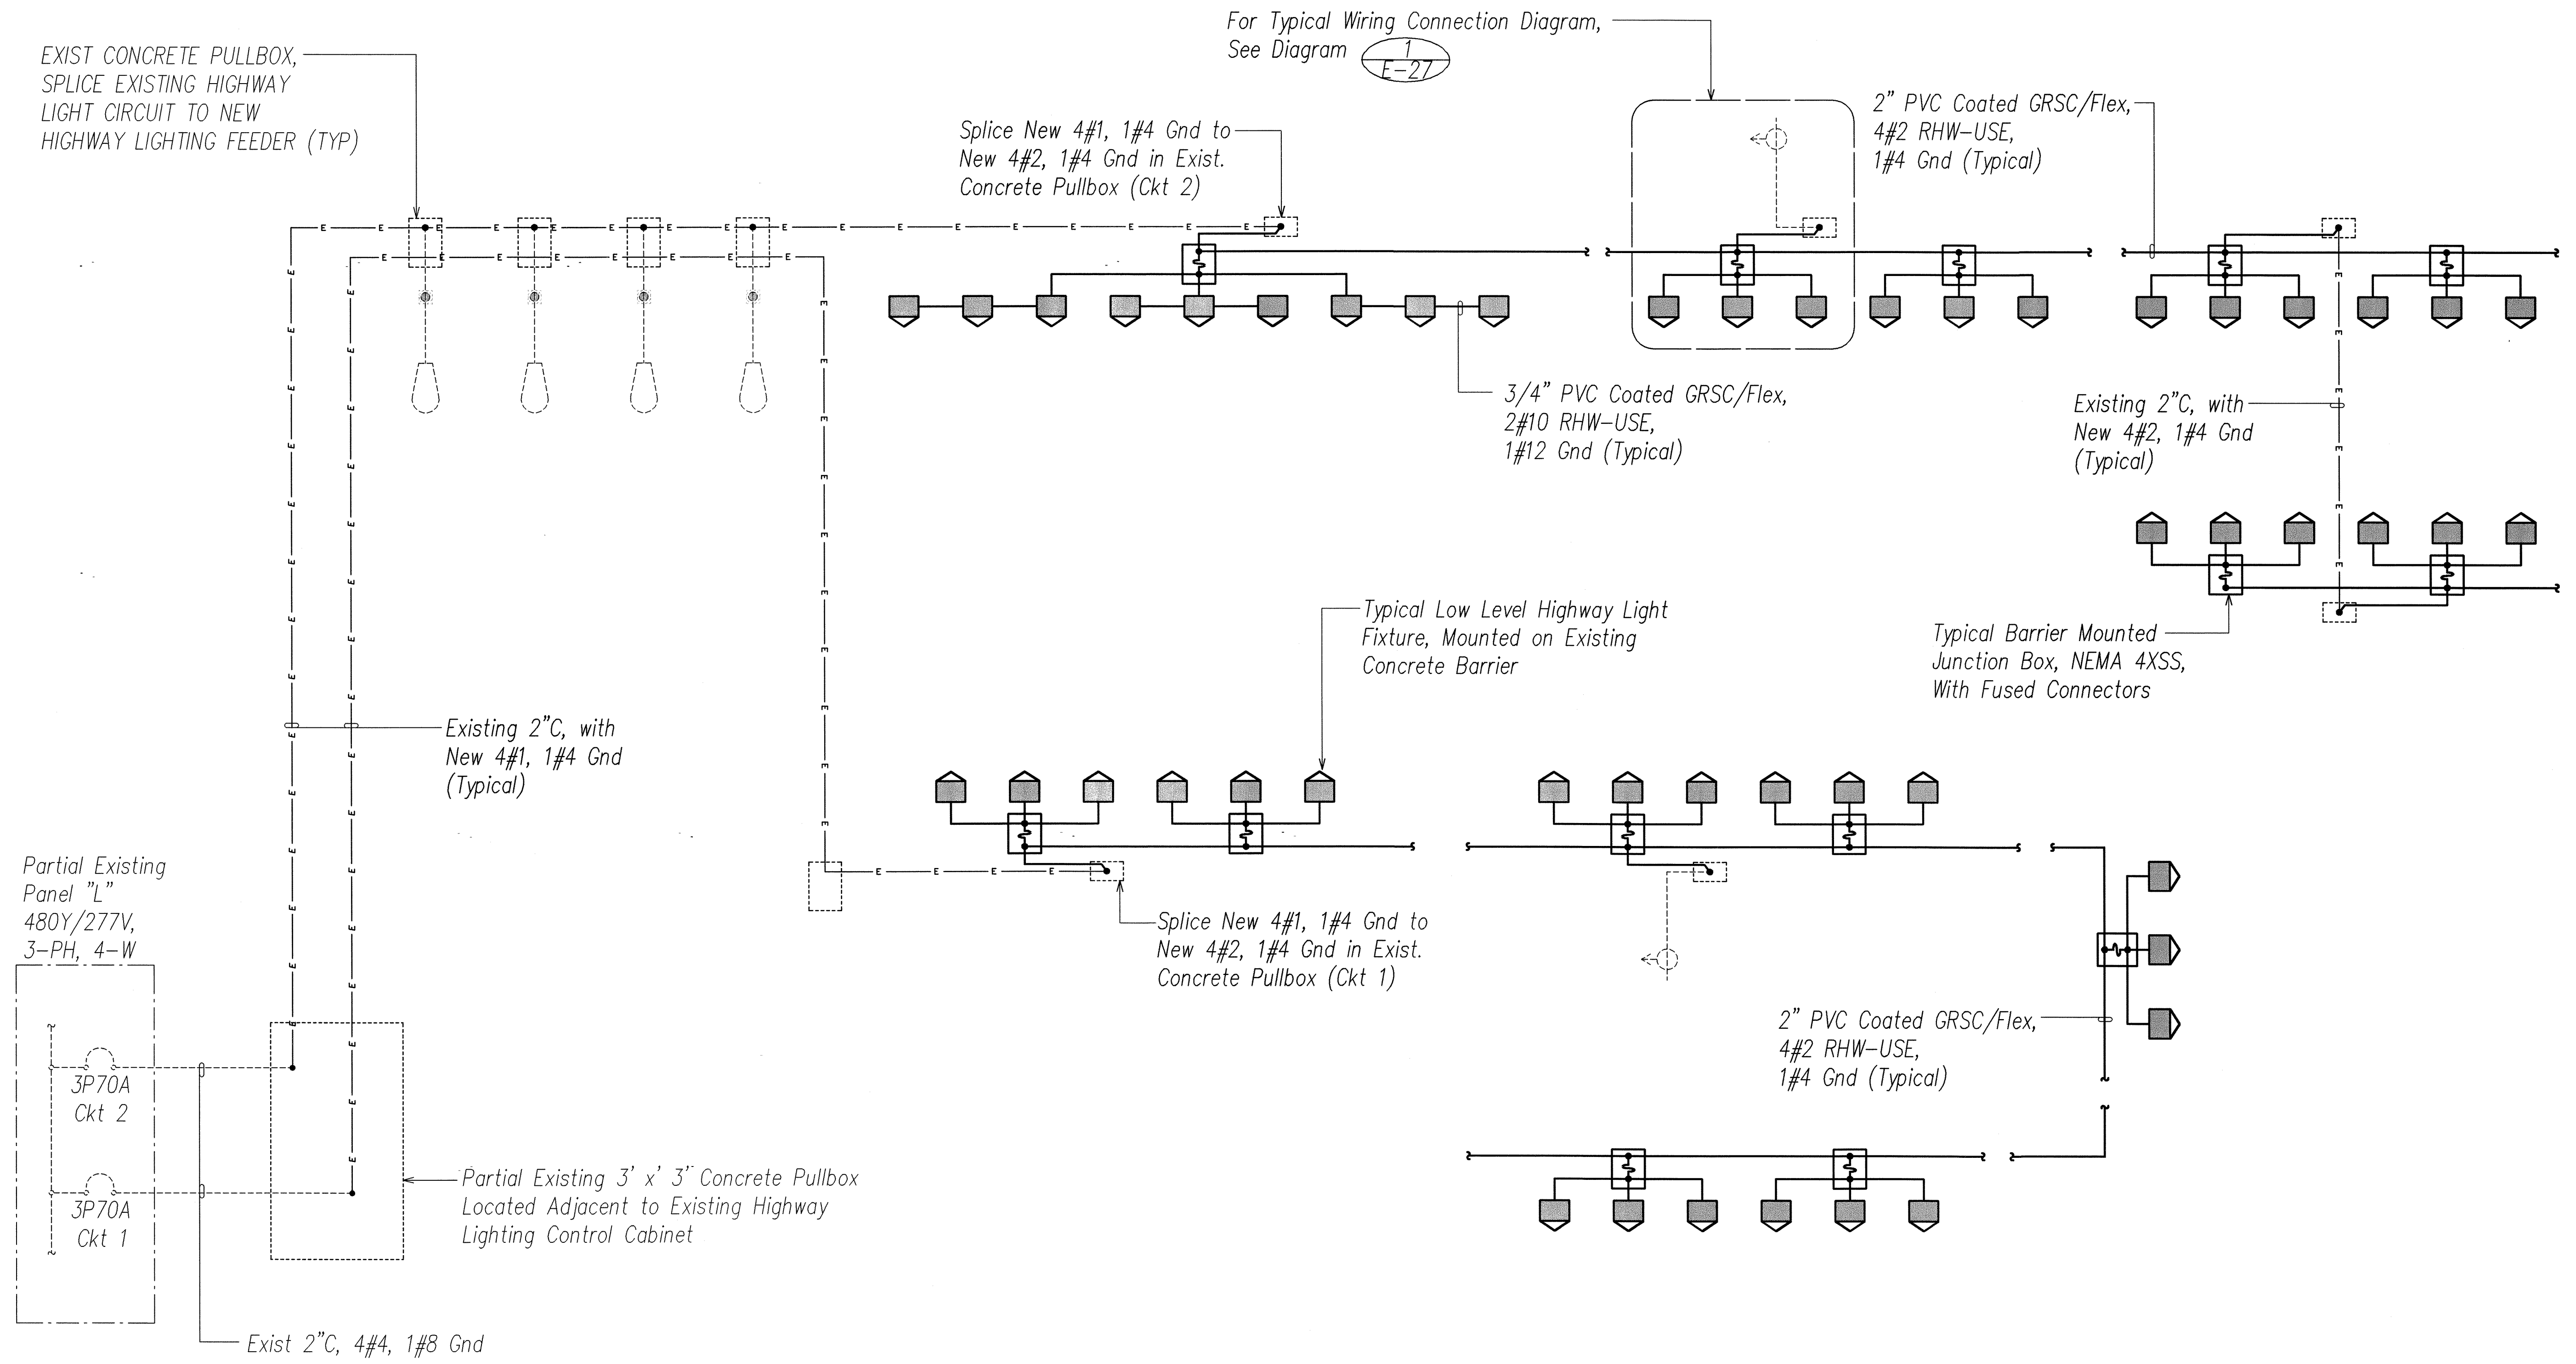 For Typical Wiring Connection Diagram,
See Diagram 1
E-27
EXIST CONCRETE PULLBOX,
SPLICE EXISTING HIGHWAY
LIGHT CIRCUIT TO NEW
HIGHWAY LIGHTING FEEDER (TYP)
Splice New 4#1, 1#4 Gnd to
New 4#2, 1#4 Gnd in Exist.
Concrete Pullbox (Ckt 2)
2" PVC Coated GRSC/Flex,
4#2 RHW-USE,
1#4 Gnd (Typical)
3/4" PVC Coated GRSC/Flex,
2#10 RHW-USE,
1#12 Gnd (Typical)
Existing 2"C, with
New 4#2, 1#4 Gnd
(Typical)
Typical Low Level Highway Light
Fixture, Mounted on Existing
Concrete Barrier
Typical Barrier Mounted
Junction Box, NEMA 4XSS,
With Fused Connectors
Existing 2"C, with
New 4#1, 1#4 Gnd
(Typical)
Partial Existing
Panel "L"
480Y/277V,
3-PH, 4-W
Splice New 4#1, 1#4 Gnd to
New 4#2, 1#4 Gnd in Exist.
Concrete Pullbox (Ckt 1)
2" PVC Coated GRSC/Flex,
4#2 RHW-USE,
1#4 Gnd (Typical)
3P70A
Ckt 2
3P70A
Ckt 1
Partial Existing 3' x' 3" Concrete Pullbox
Located Adjacent to Existing Highway
Lighting Control Cabinet
Exist 2"C, 4#4, 1#8 Gnd